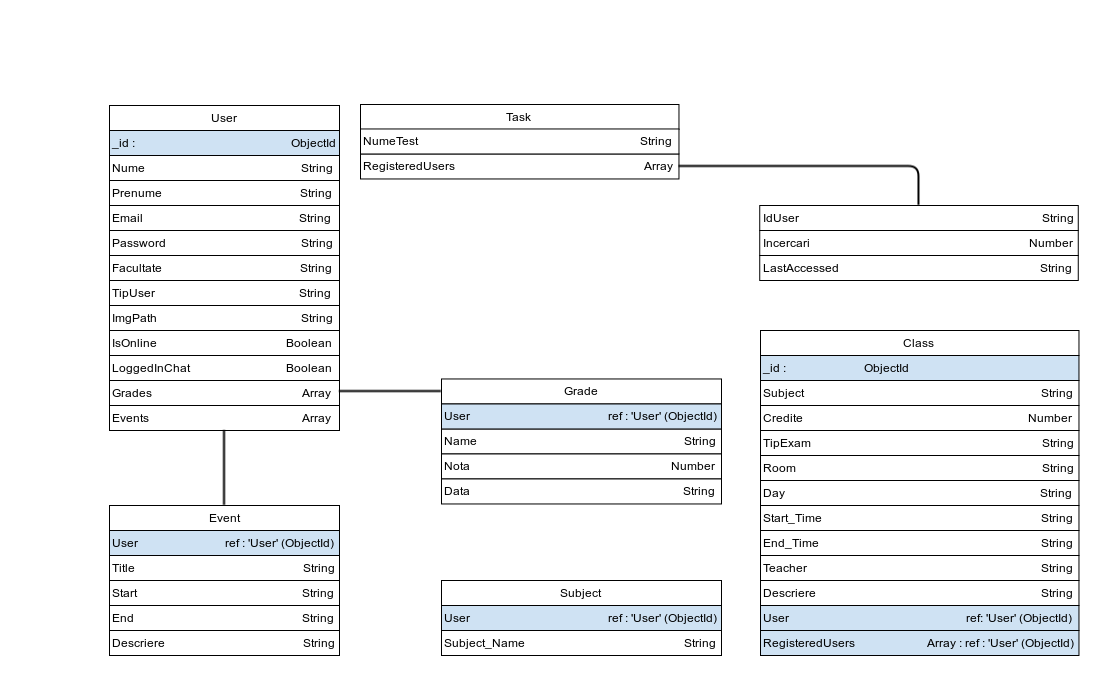 User
_id : ObjectId
Nume String
Prenume String
Email String
Password String
Facultate String
TipUser String
ImgPath String
IsOnline Boolean
LoggedInChat Boolean
Grades Array
Events Array
Task
NumeTest String
RegisteredUsers Array
IdUser String
Incercari Number
LastAccessed String
Grade
User ref : 'User' (ObjectId)
Name String
Nota Number
Data String
Class
_id : ObjectId
Subject String
Credite Number
TipExam String
Room String
Day String
Start_Time String
End_Time String
Teacher String
Descriere String
User ref: 'User' (ObjectId)
RegisteredUsers Array : ref : 'User' (ObjectId)
Event
User ref : 'User' (ObjectId)
Title String
Start String
End String
Descriere String
Subject
User ref : 'User' (ObjectId)
Subject_Name String